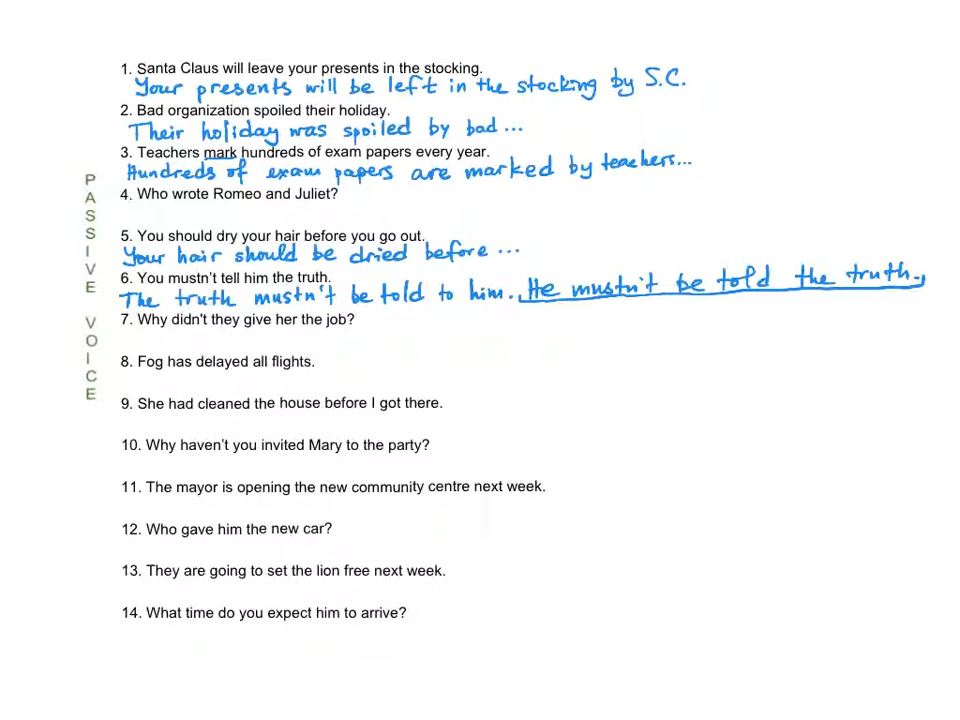 1. Santa Claus will leave your presents in the stocking.
Your presents will be left in the stocking by S.C.
2. Bad organization spoiled their holiday.
Their holiday was spoiled by bad ...
3. Teachers mark hundreds of exam papers every year.
Hundreds of exam papers are marked by teachers...
4. Who wrote Romeo and Juliet?
5. You should dry your hair before you go out.
Your hair should be dried before ...
6. You mustn't tell him the truth.
The truth mustn't be told to him. He mustn't be told the truth.
7. Why didn't they give her the job?
8. Fog has delayed all flights.
9. She had cleaned the house before I got there.
10. Why haven't you invited Mary to the party?
11. The mayor is opening the new community centre next week.
12. Who gave him the new car?
13. They are going to set the lion free next week.
14. What time do you expect him to arrive?
PASSIVE VOICE